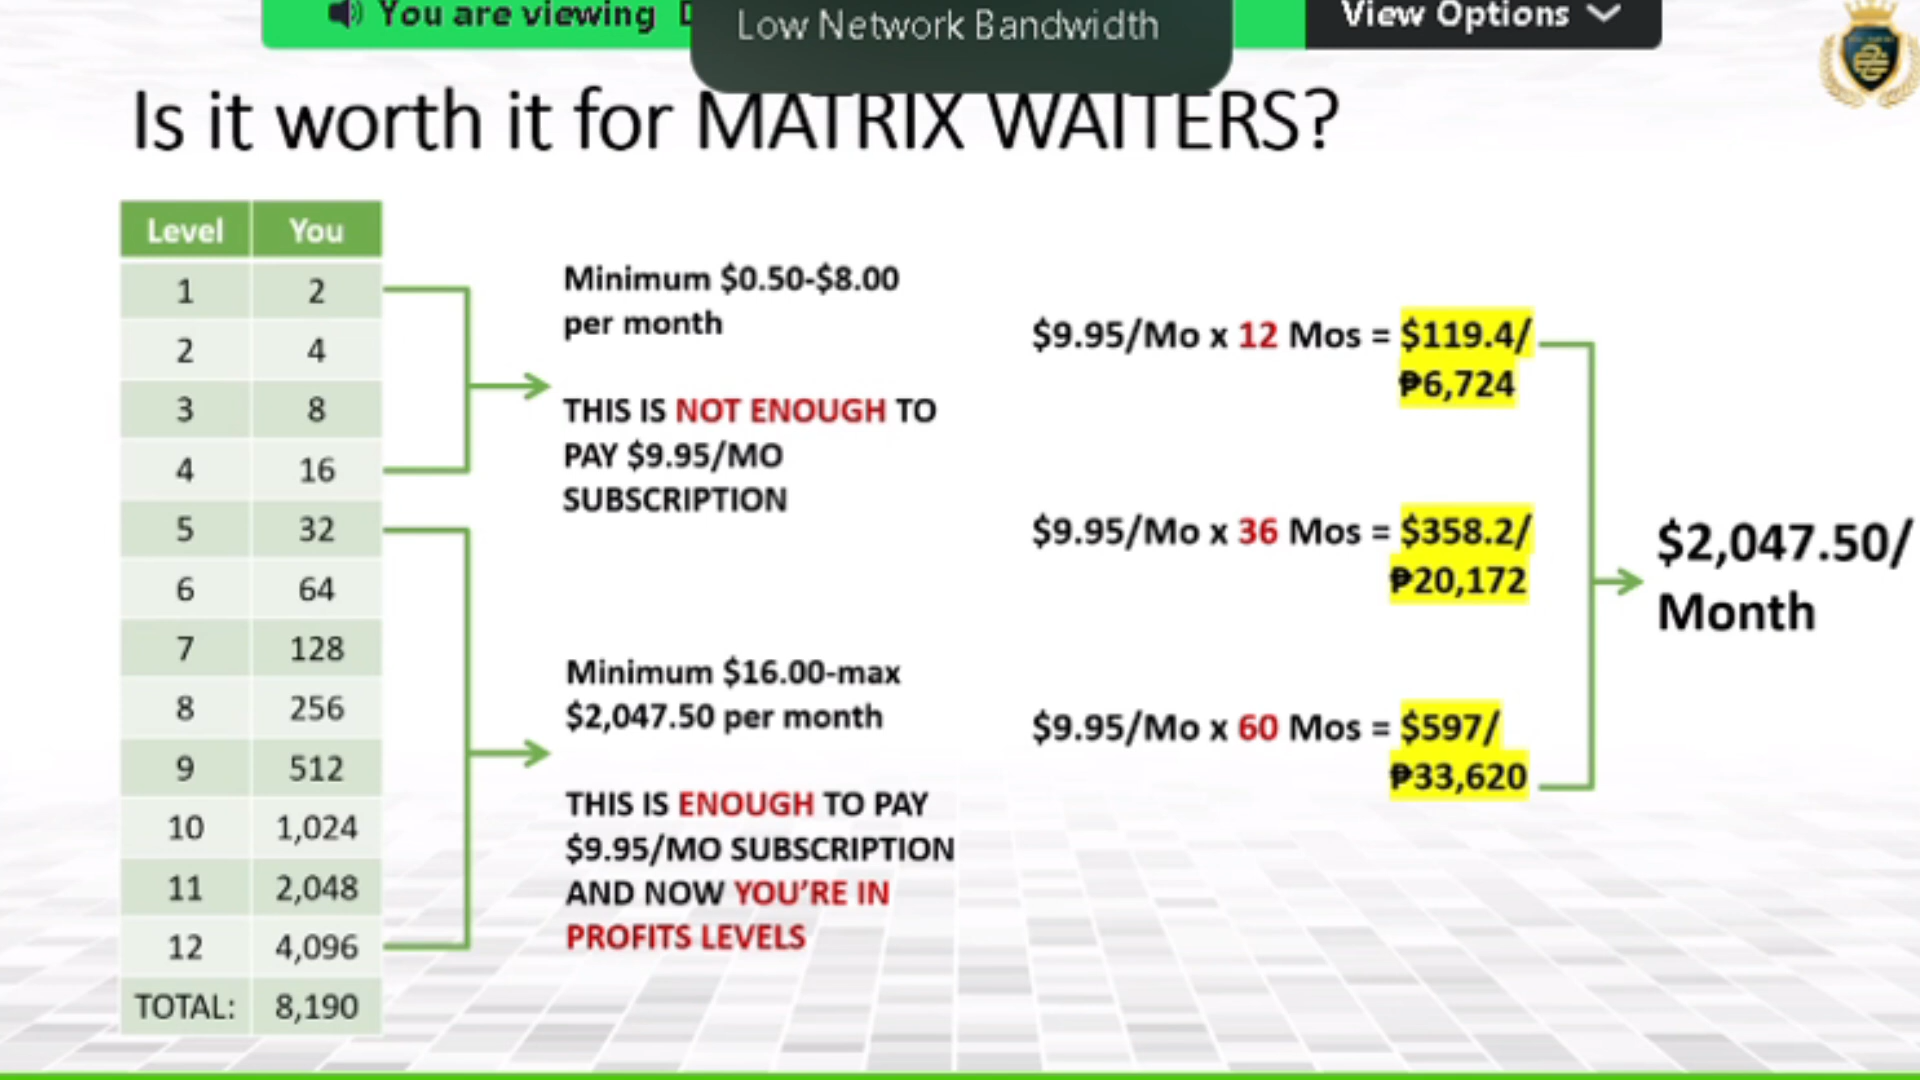 You are viewing
Low Network Bandwidth
View Options
Is it worth it for MATRIX WAITERS?
Level You
1 2
2 4
3 8
4 16
5 32
6 64
7 128
8 256
9 512
10 1,024
11 2,048
12 4,096
TOTAL: 8,190
Minimum $0.50-$8.00
per month
THIS IS NOT ENOUGH TO
PAY $9.95/MO
SUBSCRIPTION
Minimum $16.00-max
$2,047.50 per month
THIS IS ENOUGH TO PAY
$9.95/MO SUBSCRIPTION
AND NOW YOU'RE IN
PROFITS LEVELS
$9.95/Mo x 12 Mos = $119.4/
₱6,724
$9.95/Mo x 36 Mos = $358.2/
₱20,172
$9.95/Mo x 60 Mos = $597/
₱33,620
$2,047.50/
Month